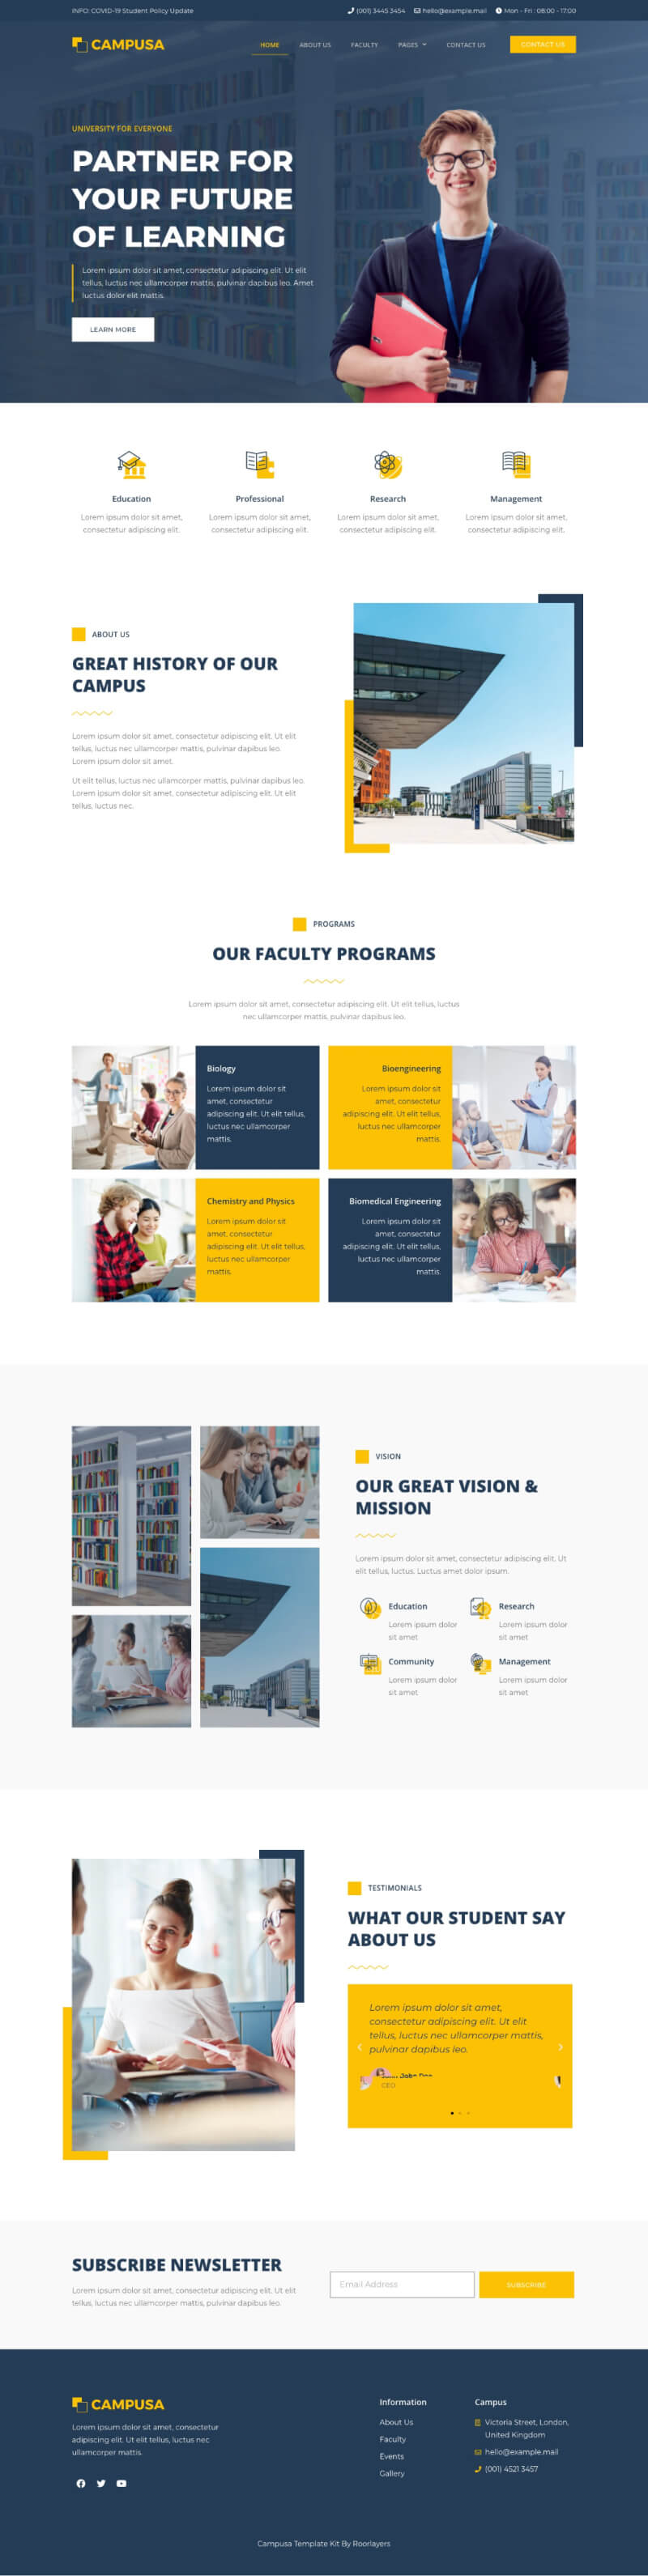 INFO: COVID-19 Student Policy Update
(001) 3445 3454
hello@example.mail
Mon - Fri : 08:00 - 17:00
CAMPUSA
HOME
ABOUT US
FACULTY
PAGES
CONTACT US
CONTACT US
UNIVERSITY FOR EVERYONE
PARTNER FOR
YOUR FUTURE
OF LEARNING
Lorem ipsum dolor sit amet, consectetur adipiscing elit. Ut elit
tellus, luctus nec ullamcorper mattis, pulvinar dapibus leo. Amet
luctus dolor elit mattis.
LEARN MORE
Education
Lorem ipsum dolor sit amet,
consectetur adipiscing elit.
Professional
Lorem ipsum dolor sit amet,
consectetur adipiscing elit.
Research
Lorem ipsum dolor sit amet,
consectetur adipiscing elit.
Management
Lorem ipsum dolor sit amet,
consectetur adipiscing elit.
ABOUT US
GREAT HISTORY OF OUR
CAMPUS
Lorem ipsum dolor sit amet, consectetur adipiscing elit. Ut elit
tellus, luctus nec ullamcorper mattis, pulvinar dapibus leo.
Lorem ipsum dolor sit amet.
Ut elit tellus, luctus nec ullamcorper mattis, pulvinar dapibus leo.
Lorem ipsum dolor sit amet, consectetur adipiscing elit. Ut elit
tellus, luctus nec.
PROGRAMS
OUR FACULTY PROGRAMS
Lorem ipsum dolor sit amet, consectetur adipiscing elit. Ut elit tellus, luctus
nec ullamcorper mattis, pulvinar dapibus leo.
Biology
Lorem ipsum dolor sit
amet, consectetur
adipiscing elit. Ut elit tellus,
luctus nec ullamcorper
mattis.
Bioengineering
Lorem ipsum dolor sit
amet, consectetur
adipiscing elit. Ut elit tellus,
luctus nec ullamcorper
mattis.
Chemistry and Physics
Lorem ipsum dolor sit
amet, consectetur
adipiscing elit. Ut elit tellus,
luctus nec ullamcorper
mattis.
Biomedical Engineering
Lorem ipsum dolor sit
amet, consectetur
adipiscing elit. Ut elit tellus,
luctus nec ullamcorper
mattis.
VISION
OUR GREAT VISION &
MISSION
Lorem ipsum dolor sit amet, consectetur adipiscing elit. Ut
elit tellus, luctus. Luctus amet dolor ipsum.
Education
Lorem ipsum dolor
sit amet
Research
Lorem ipsum dolor
sit amet
Community
Lorem ipsum dolor
sit amet
Management
Lorem ipsum dolor
sit amet
TESTIMONIALS
WHAT OUR STUDENT SAY
ABOUT US
Lorem ipsum dolor sit amet,
consectetur adipiscing elit. Ut elit
tellus, luctus nec ullamcorper mattis,
pulvinar dapibus leo.
CEO
SUBSCRIBE NEWSLETTER
Lorem ipsum dolor sit amet, consectetur adipiscing elit. Ut elit
tellus, luctus nec ullamcorper mattis, pulvinar dapibus leo.
Email Address
SUBSCRIBE
CAMPUSA
Lorem ipsum dolor sit amet, consectetur
adipiscing elit. Ut elit tellus, luctus nec
ullamcorper mattis.
Information
About Us
Faculty
Events
Gallery
Campus
Victoria Street, London,
United Kingdom
hello@example.mail
(001) 4521 3457
Campusa Template Kit By Roorlayers